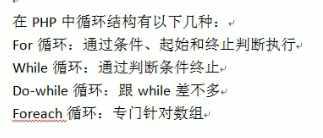 在 PHP 中循环结构有以下几种：
For 循环：通过条件、起始和终止判断执行
While 循环：通过判断条件终止
Do-while 循环：跟 while 差不多
Foreach 循环：专门针对数组